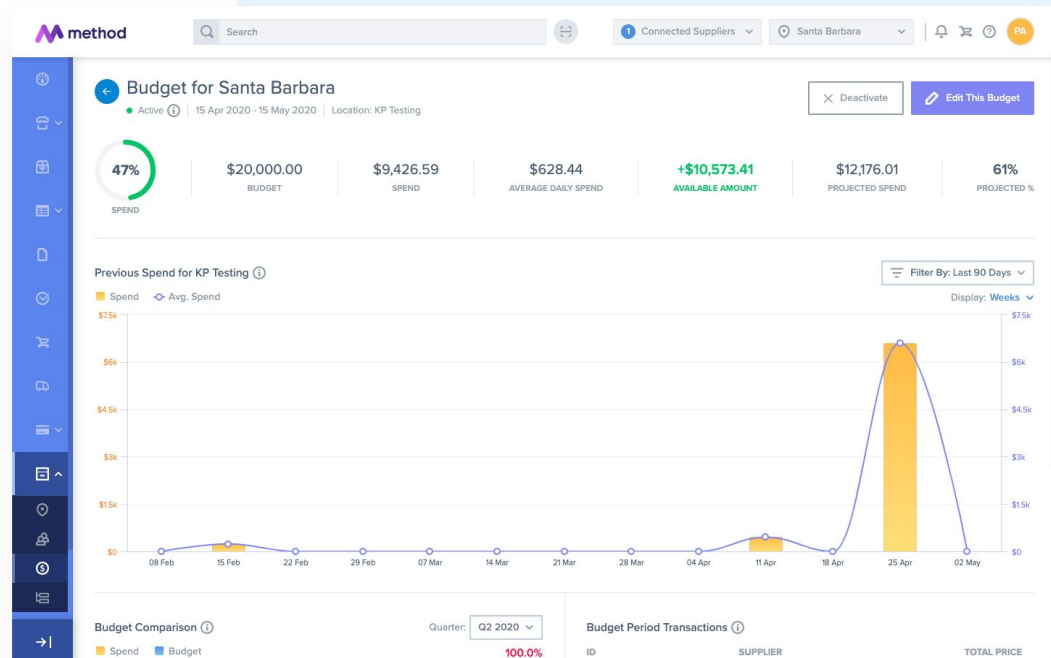 method
Search
1 Connected Suppliers
Santa Barbara
PA
Budget for Santa Barbara
Active 15 Apr 2020 - 15 May 2020 Location: KP Testing
Deactivate
Edit This Budget
47%
SPEND
$20,000.00
BUDGET
$9,426.59
SPEND
$628.44
AVERAGE DAILY SPEND
+$10,573.41
AVAILABLE AMOUNT
$12,176.01
PROJECTED SPEND
61%
PROJECTED %
Previous Spend for KP Testing
Filter By: Last 90 Days
Spend Avg. Spend
Display: Weeks
$7.5k $7.5k
$6k $6k
$4.5k $4.5k
$3k $3k
$1.5k $1.5k
$0 $0
08 Feb 15 Feb 22 Feb 29 Feb 07 Mar 14 Mar 21 Mar 28 Mar 04 Apr 11 Apr 18 Apr 25 Apr 02 May
Budget Comparison
Quarter: Q2 2020
Spend Budget
100.0%
Budget Period Transactions
ID SUPPLIER TOTAL PRICE